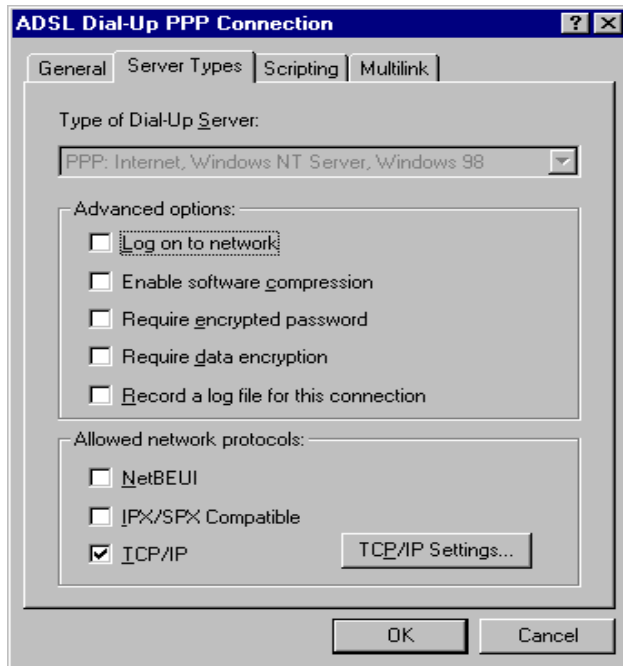 ADSL Dial-Up PPP Connection
General Server Types Scripting Multilink
Type of Dial-Up Server:
PPP: Internet, Windows NT Server, Windows 98
Advanced options:
Log on to network
Enable software compression
Require encrypted password
Require data encryption
Record a log file for this connection
Allowed network protocols:
NetBEUI
IPX/SPX Compatible
TCP/IP TCP/IP Settings...
OK Cancel